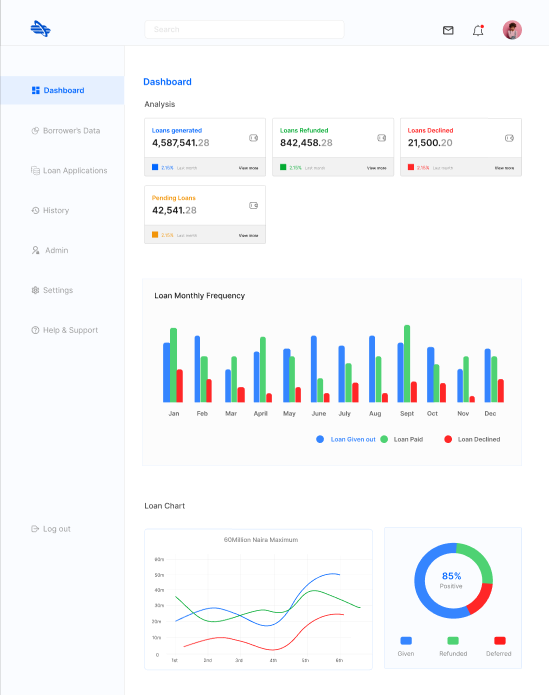 Search
Dashboard
Borrower's Data
Loan Applications
History
Admin
Settings
Help & Support
Log out
Dashboard
Analysis
Loans generated
4,587,541.28
2.15% Last month View more
Loans Refunded
842,458.28
2.15% Last month View more
Loans Declined
21,500.20
2.15% Last month View more
Pending Loans
42,541.28
2.15% Last month View more
Loan Monthly Frequency
Jan Feb Mar April May June July Aug Sept Oct Nov Dec
Loan Given out Loan Paid Loan Declined
Loan Chart
60Million Naira Maximum
60m
50m
40m
30m
20m
10m
0
1st 2nd 3rd 4th 5th 6th
85%
Positive
Given Refunded Deferred